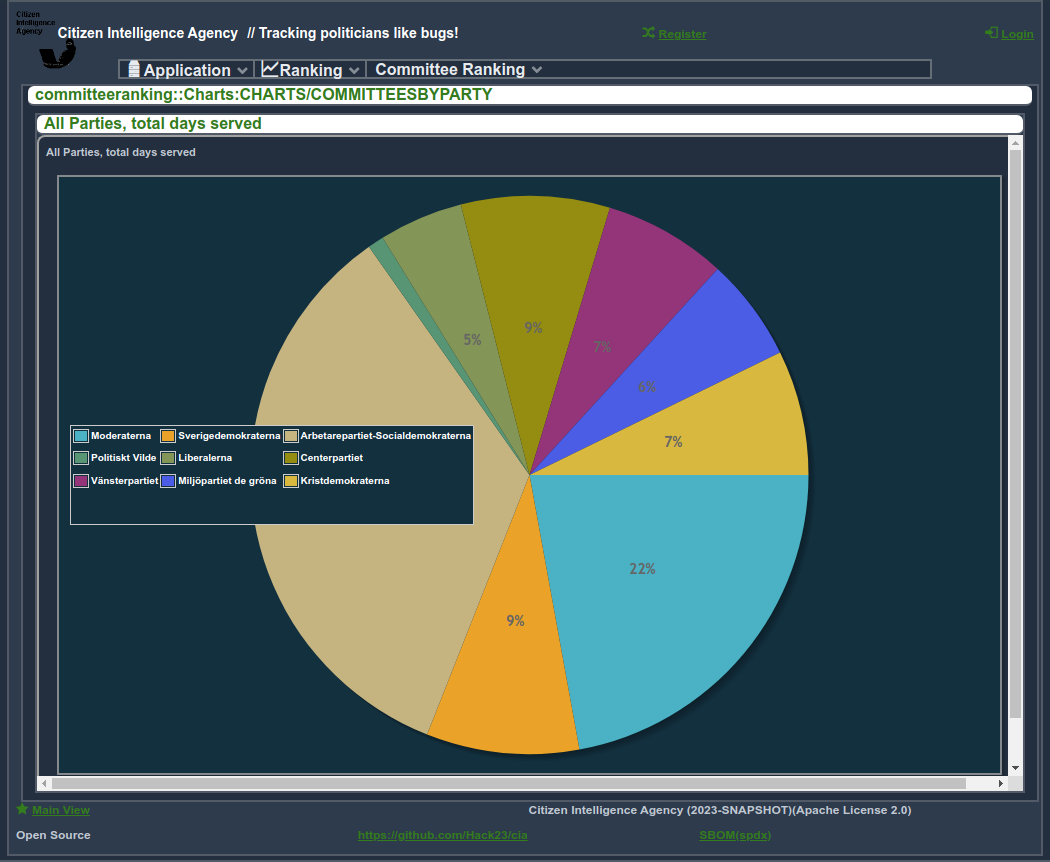 Citizen
Intelligence
Agency
Citizen Intelligence Agency // Tracking politicians like bugs!
Register
Login
Application
Ranking
Committee Ranking
committeeranking::Charts:CHARTS/COMMITTEESBYPARTY
All Parties, total days served
All Parties, total days served
5%
9%
7%
6%
7%
22%
9%
Moderaterna
Sverigedemokraterna
Arbetarepartiet-Socialdemokraterna
Politiskt Vilde
Liberalerna
Centerpartiet
Vänsterpartiet
Miljöpartiet de gröna
Kristdemokraterna
Main View
Citizen Intelligence Agency (2023-SNAPSHOT)(Apache License 2.0)
Open Source
https://github.com/Hack23/cia
SBOM(spdx)